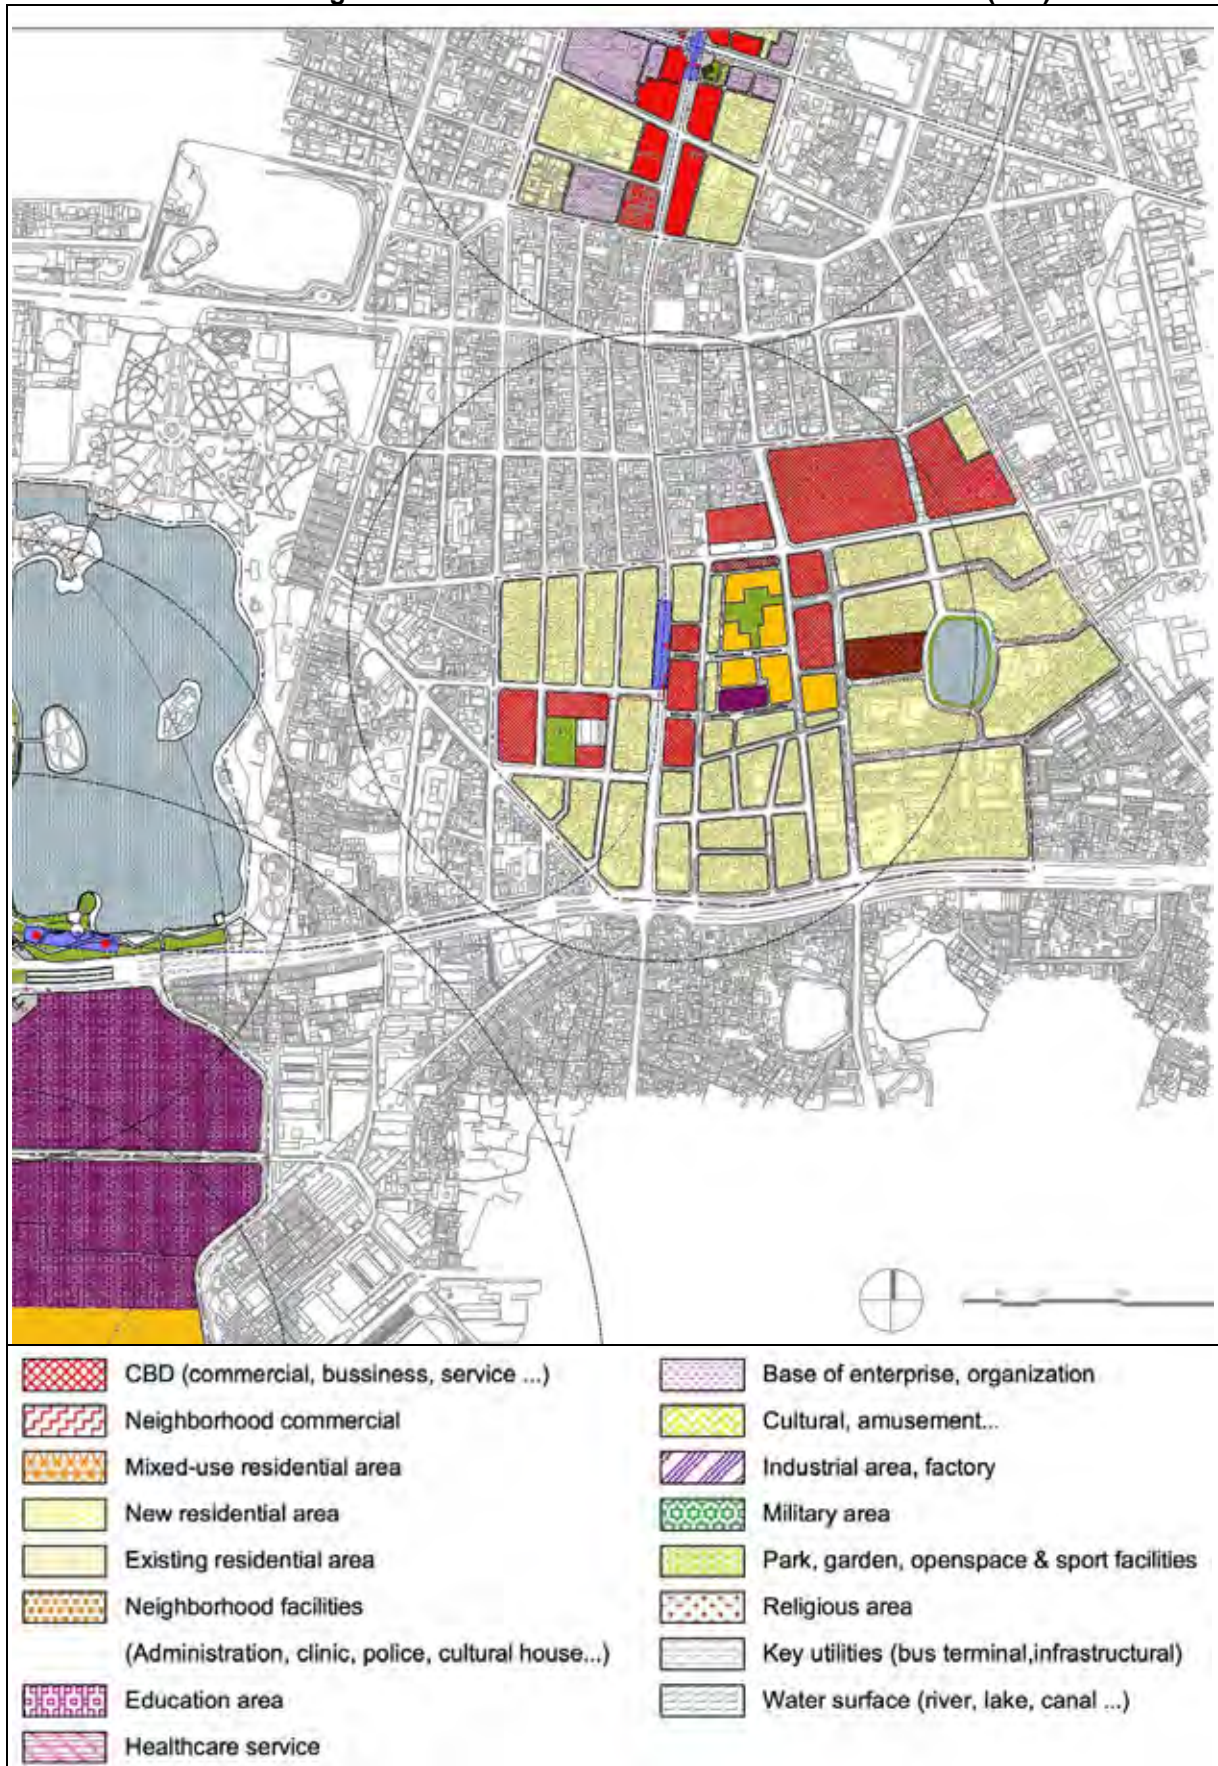 CBD (commercial, bussiness, service ...)
Neighborhood commercial
Mixed-use residential area
New residential area
Existing residential area
Neighborhood facilities
(Administration, clinic, police, cultural house...)
Education area
Healthcare service
Base of enterprise, organization
Cultural, amusement...
Industrial area, factory
Military area
Park, garden, openspace & sport facilities
Religious area
Key utilities (bus terminal,infrastructural)
Water surface (river, lake, canal ...)